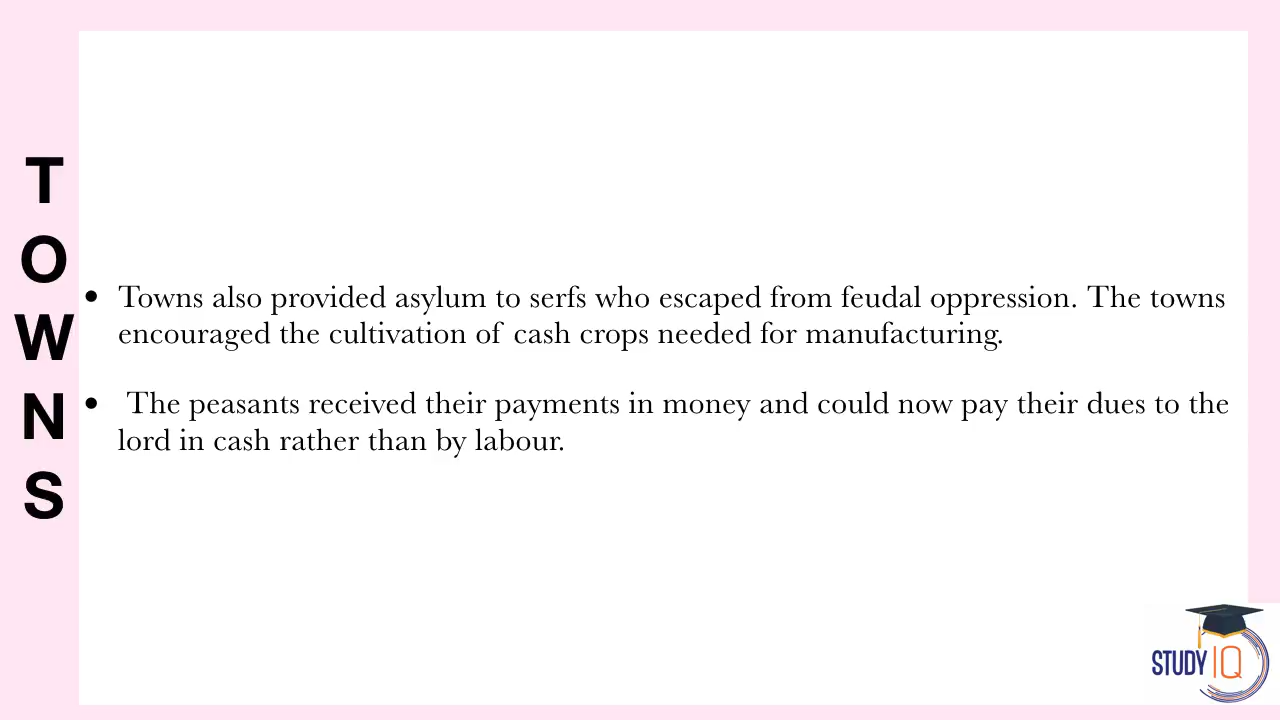 TOWNS
• Towns also provided asylum to serfs who escaped from feudal oppression. The towns
encouraged the cultivation of cash crops needed for manufacturing.
• The peasants received their payments in money and could now pay their dues to the
lord in cash rather than by labour.
STUDY IQ